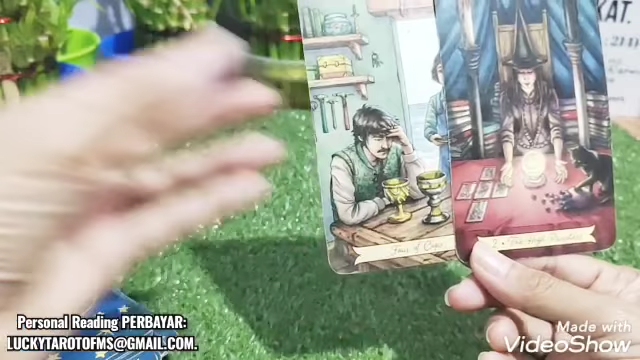 KAT.
Four of Cups
2 • The High Priestess
Personal Reading PERBAYAR:
LUCKYTAROTOFMS@GMAIL.COM.
Made with
VideoShow